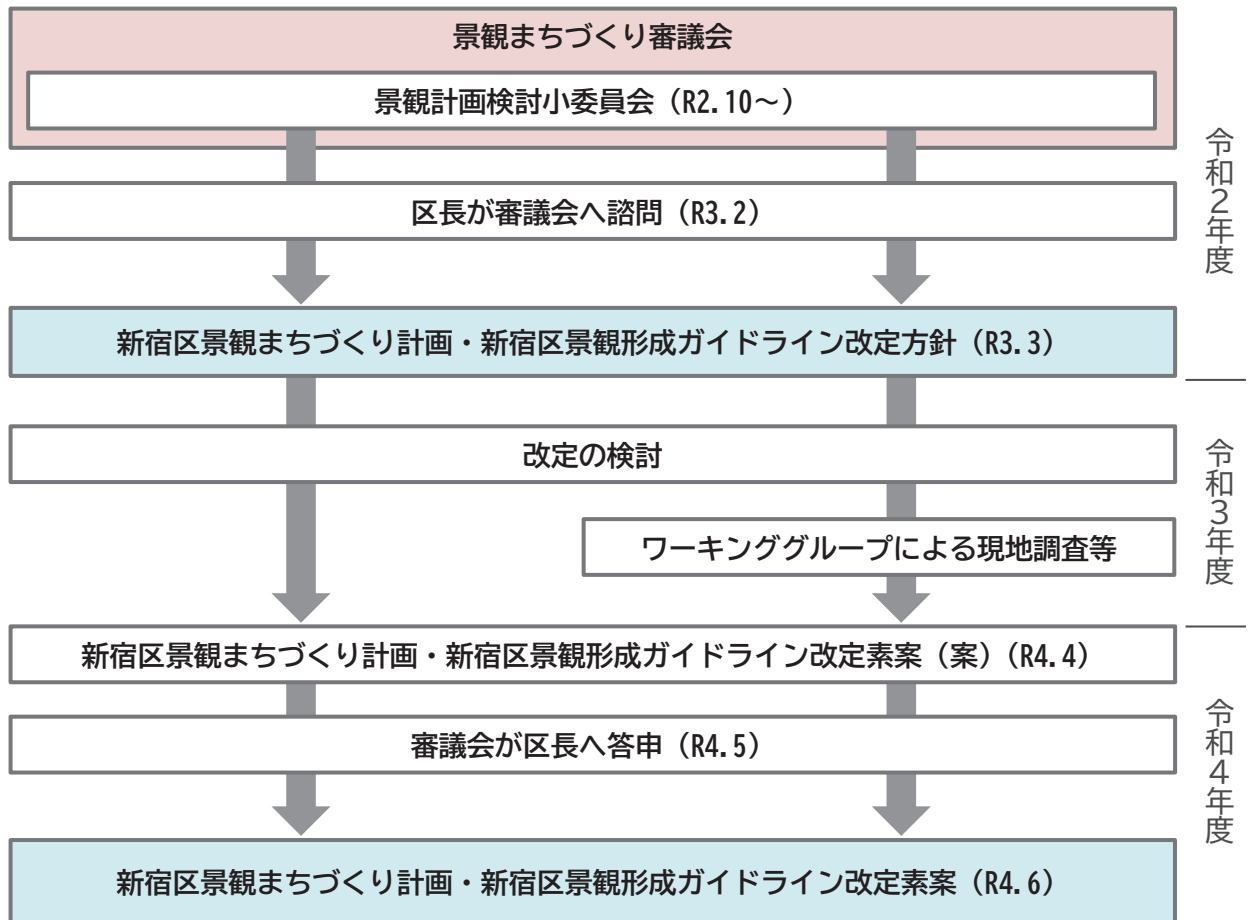 景観まちづくり審議会
景観計画検討小委員会（R2.10～）
区長が審議会へ諮問（R3.2）
新宿区景観まちづくり計画・新宿区景観形成ガイドライン改定方針（R3.3）
令和２年度
改定の検討
ワーキンググループによる現地調査等
令和３年度
新宿区景観まちづくり計画・新宿区景観形成ガイドライン改定素案（案）（R4.4）
審議会が区長へ答申（R4.5）
新宿区景観まちづくり計画・新宿区景観形成ガイドライン改定素案（R4.6）
令和４年度